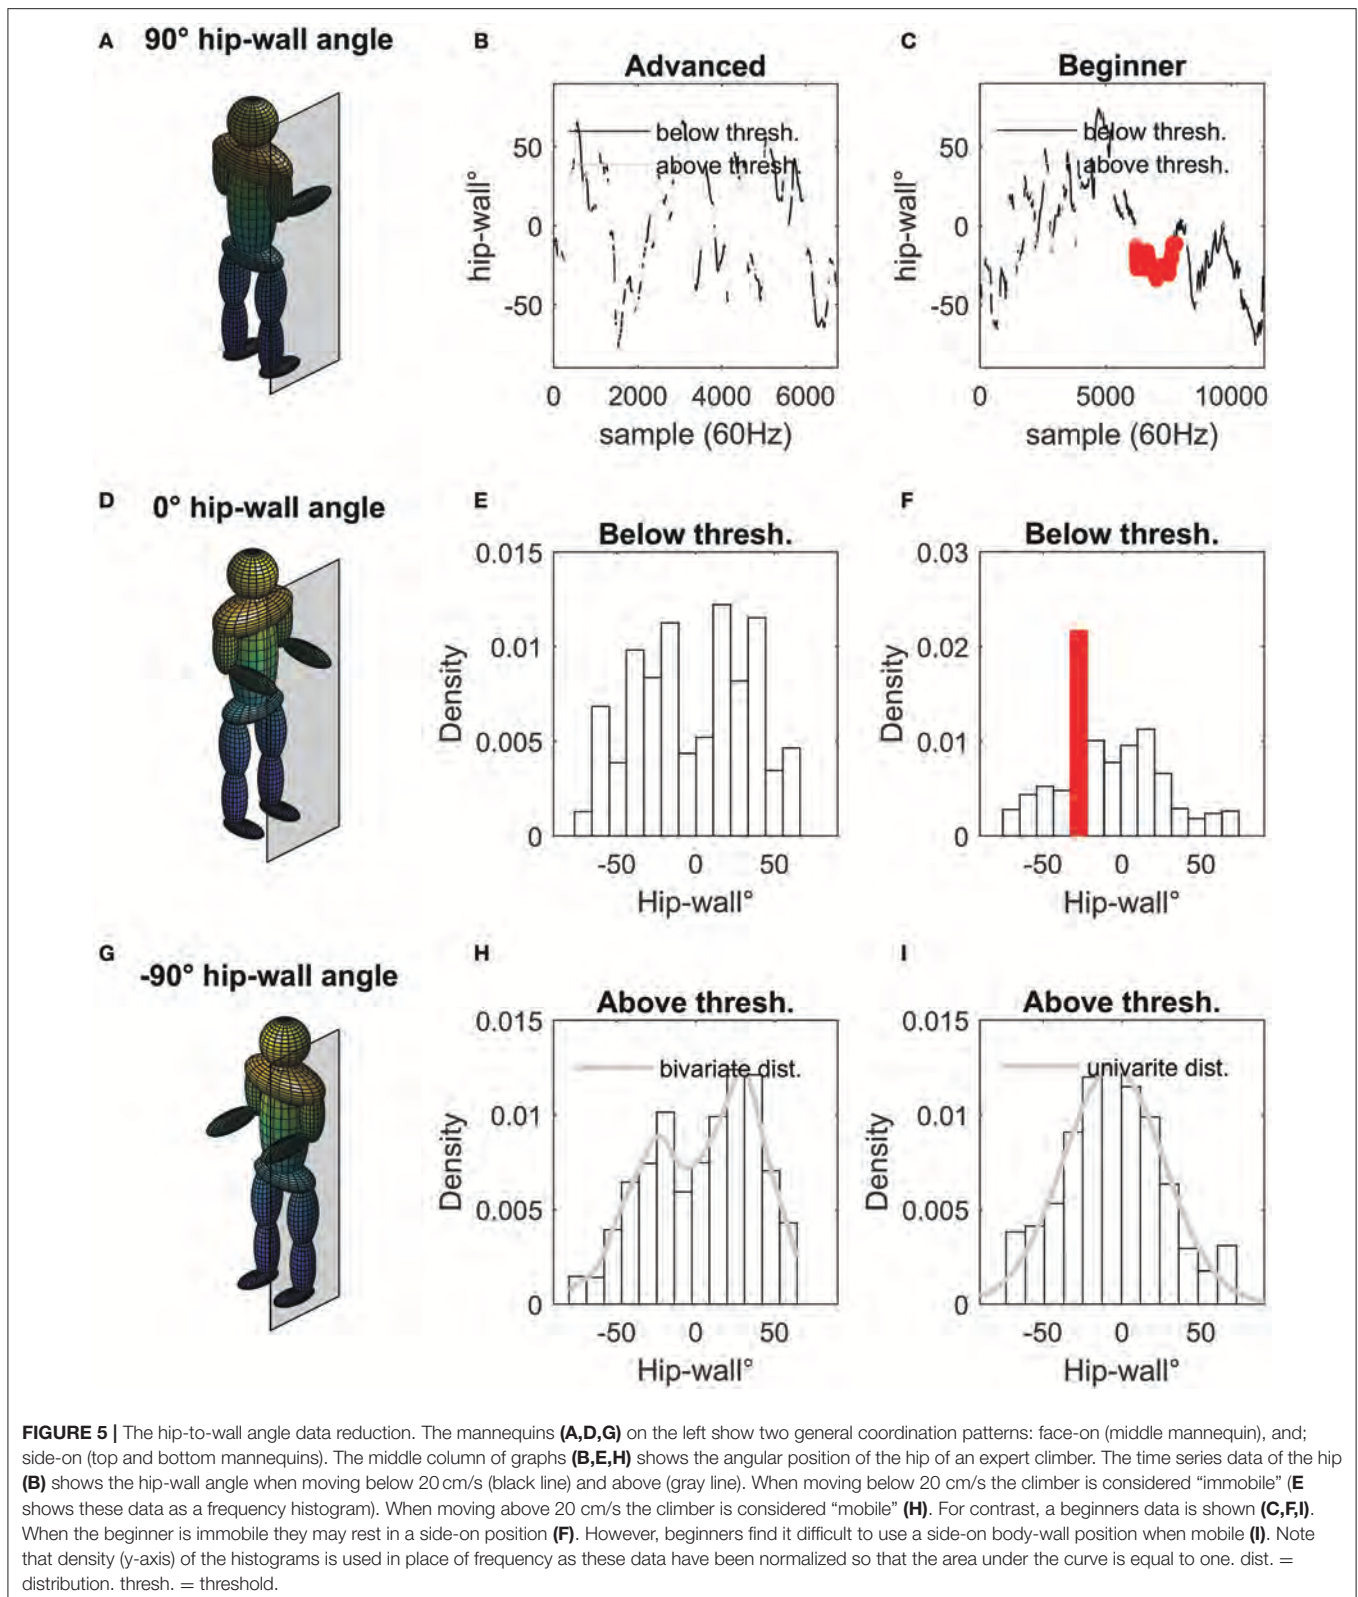 A 90° hip-wall angle
B
Advanced
below thresh.
above thresh.
50
0
-50
hip-wall°
0 2000 4000 6000
sample (60Hz)
C
Beginner
below thresh.
above thresh.
50
0
-50
hip-wall°
0 5000 10000
sample (60Hz)
D 0° hip-wall angle
E
Below thresh.
0.015
0.01
0.005
0
Density
-50 0 50
Hip-wall°
F
Below thresh.
0.03
0.02
0.01
0
Density
-50 0 50
Hip-wall°
G -90° hip-wall angle
H
Above thresh.
bivariate dist.
0.015
0.01
0.005
0
Density
-50 0 50
Hip-wall°
I
Above thresh.
univarite dist.
0.015
0.01
0.005
0
Density
-50 0 50
Hip-wall°
FIGURE 5 | The hip-to-wall angle data reduction. The mannequins (A,D,G) on the left show two general coordination patterns: face-on (middle mannequin), and;
side-on (top and bottom mannequins). The middle column of graphs (B,E,H) shows the angular position of the hip of an expert climber. The time series data of the hip
(B) shows the hip-wall angle when moving below 20 cm/s (black line) and above (gray line). When moving below 20 cm/s the climber is considered “immobile” (E
shows these data as a frequency histogram). When moving above 20 cm/s the climber is considered “mobile” (H). For contrast, a beginners data is shown (C,F,I).
When the beginner is immobile they may rest in a side-on position (F). However, beginners find it difficult to use a side-on body-wall position when mobile (I). Note
that density (y-axis) of the histograms is used in place of frequency as these data have been normalized so that the area under the curve is equal to one. dist. =
distribution. thresh. = threshold.